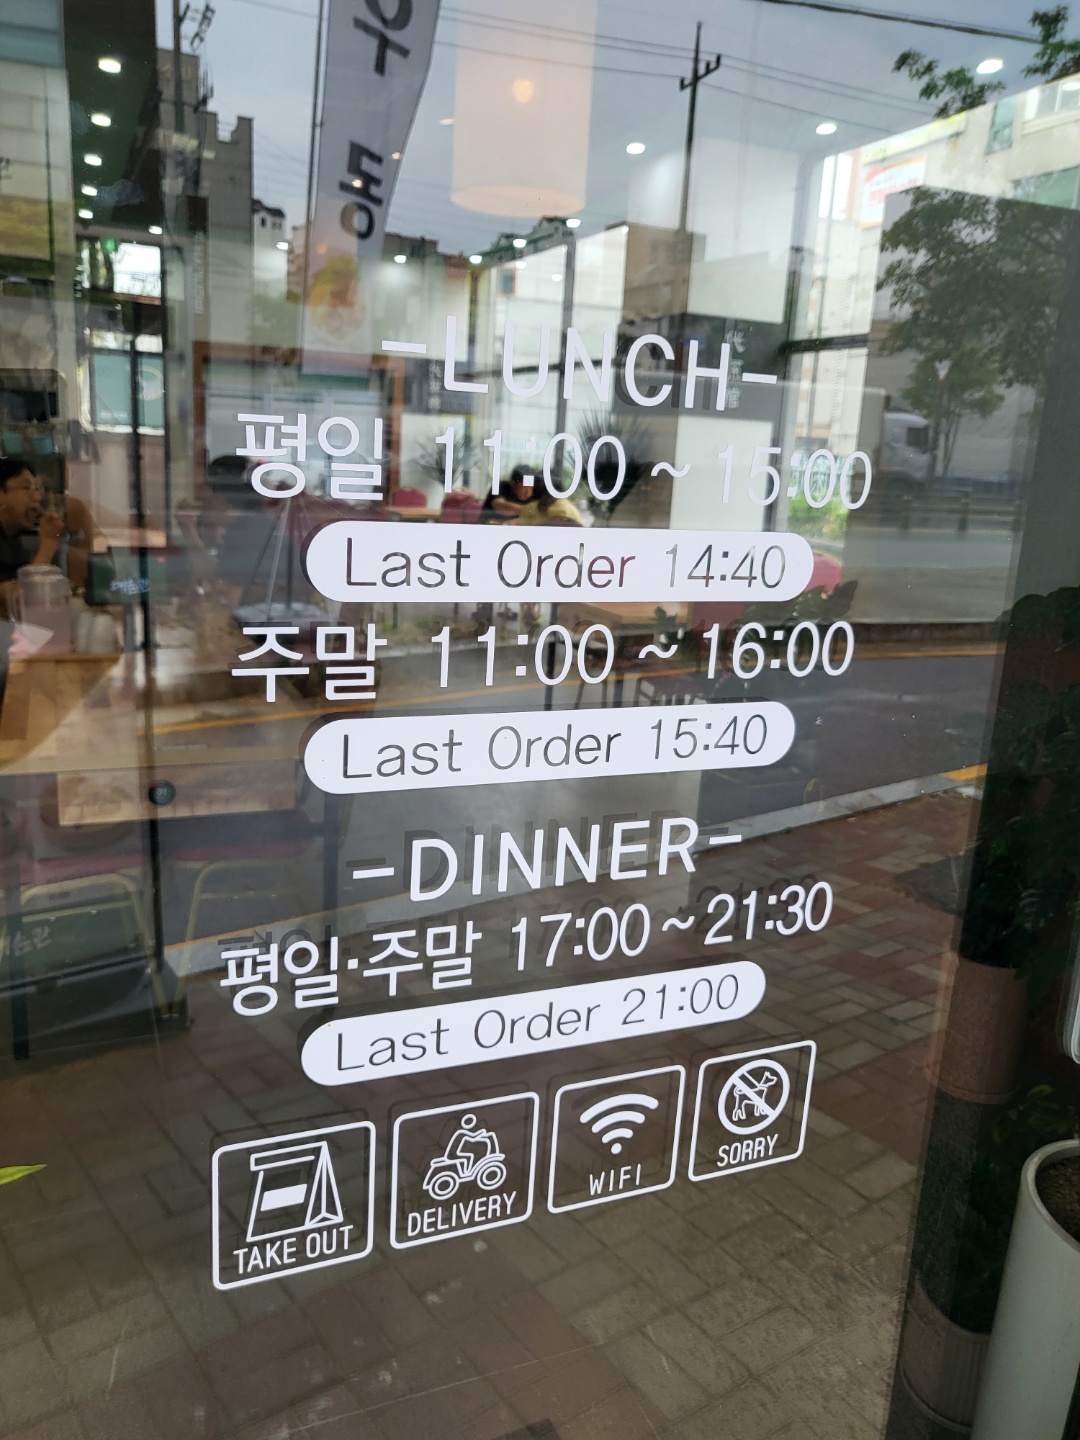 우동
-LUNCH-
평일 11:00 ~ 15:00
Last Order 14:40
주말 11:00 ~ 16:00
Last Order 15:40
-DINNER-
평일·주말 17:00 ~ 21:30
Last Order 21:00
TAKE OUT
DELIVERY
WIFI
SORRY